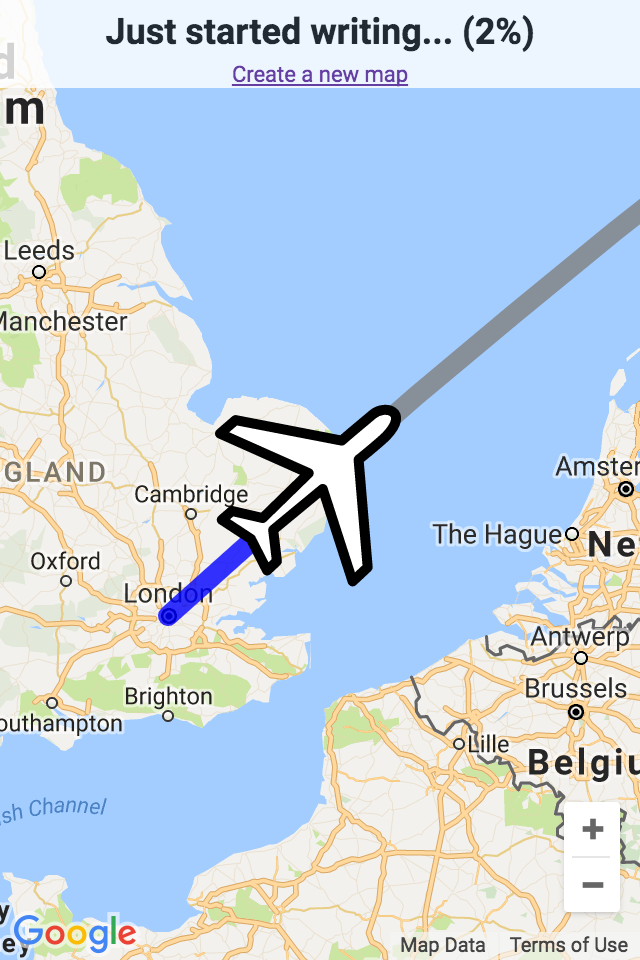 Just started writing... (2%)
Create a new map
d
m
Leeds
Manchester
GLAND
Cambridge
Amster
The Hague
Ne
Oxford
London
Antwerp
Brighton
Brussels
outhampton
Lille
Belgiu
sh Channel
+
−
y
ey
Google
Map Data
Terms of Use